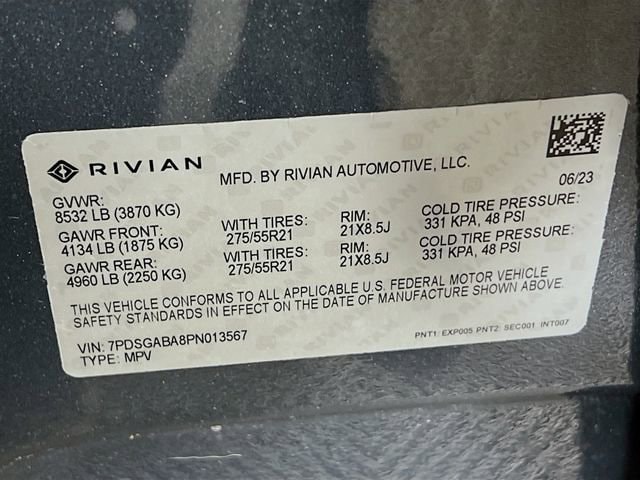 RIVIAN
MFD. BY RIVIAN AUTOMOTIVE, LLC.
06/23
GVWR:
8532 LB (3870 KG)
GAWR FRONT: WITH TIRES: RIM: COLD TIRE PRESSURE:
4134 LB (1875 KG) 275/55R21 21X8.5J 331 KPA, 48 PSI
GAWR REAR: WITH TIRES: RIM: COLD TIRE PRESSURE:
4960 LB (2250 KG) 275/55R21 21X8.5J 331 KPA, 48 PSI
THIS VEHICLE CONFORMS TO ALL APPLICABLE U.S. FEDERAL MOTOR VEHICLE
SAFETY STANDARDS IN EFFECT ON THE DATE OF MANUFACTURE SHOWN ABOVE.
VIN: 7PDSGABA8PN013567
TYPE: MPV
PNT1: EXP005 PNT2: SEC001 INT007